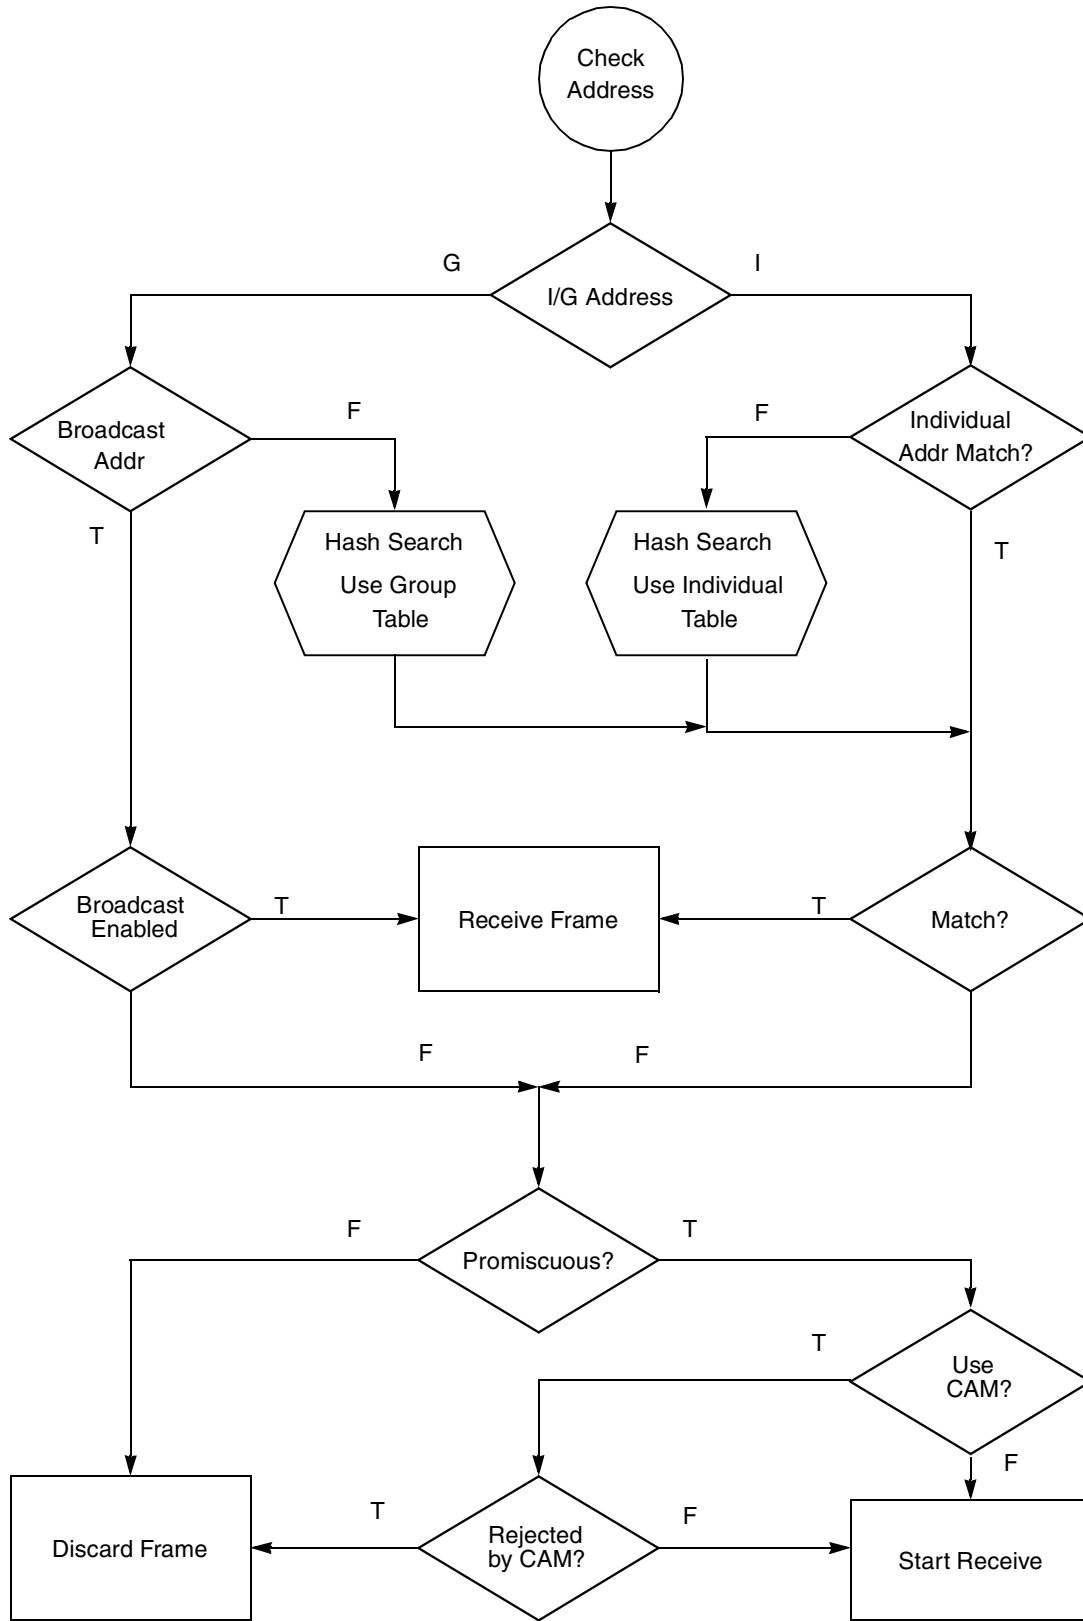 Check
Address
G
I
I/G Address
F
F
Broadcast
Addr
Individual
Addr Match?
T
T
Hash Search
Use Group
Table
Hash Search
Use Individual
Table
Broadcast
Enabled
T
Receive Frame
T
Match?
F
F
F
T
Promiscuous?
T
Use
CAM?
F
T
F
Discard Frame
Rejected
by CAM?
Start Receive